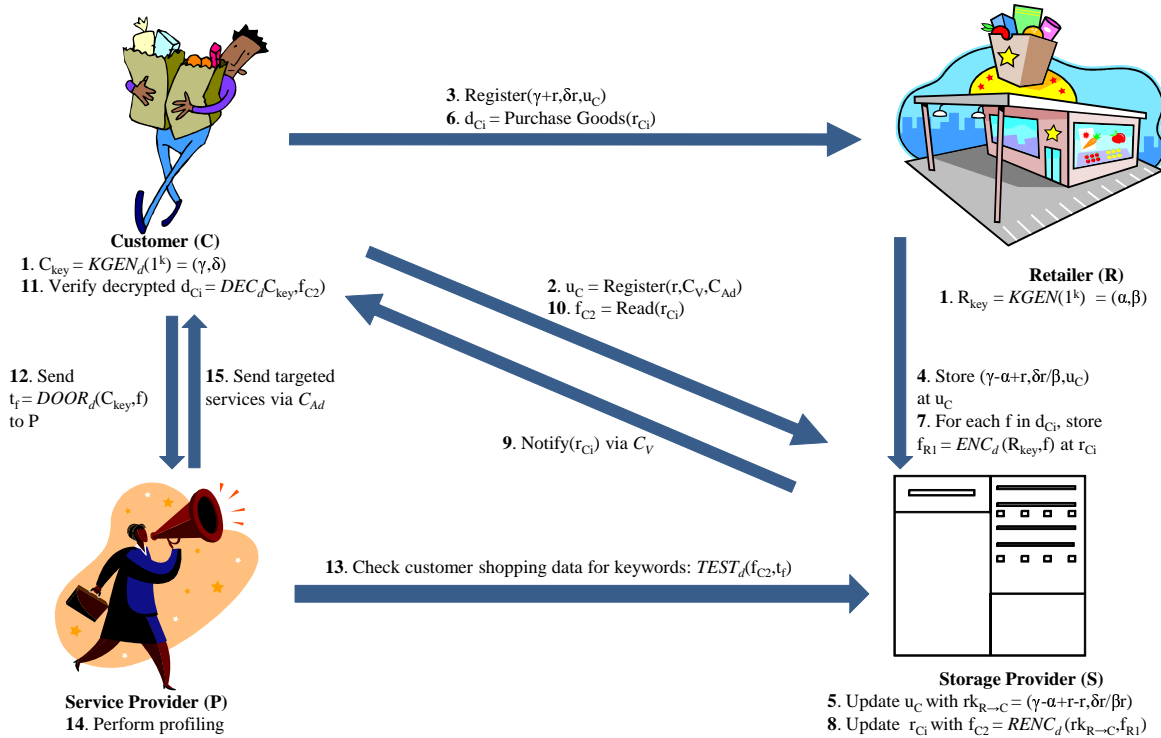 3. Register(γ+r,δr,u_C)
6. d_Ci = Purchase Goods(r_Ci)
Customer (C)
1. C_key = KGEN_d(1^k) = (γ,δ)
11. Verify decrypted d_Ci = DEC_dC_key,f_C2)
2. u_C = Register(r,C_V,C_Ad)
10. f_C2 = Read(r_Ci)
Retailer (R)
1. R_key = KGEN(1^k) = (α,β)
12. Send
t_f = DOOR_d(C_key,f)
to P
15. Send targeted
services via C_Ad
9. Notify(r_Ci) via C_V
4. Store (γ-α+r,δr/β,u_C)
at u_C
7. For each f in d_Ci, store
f_R1 = ENC_d (R_key,f) at r_Ci
13. Check customer shopping data for keywords: TEST_d(f_C2,t_f)
Service Provider (P)
14. Perform profiling
Storage Provider (S)
5. Update u_C with rk_R→C = (γ-α+r-r,δr/βr)
8. Update r_Ci with f_C2 = RENC_d (rk_R→C,f_R1)